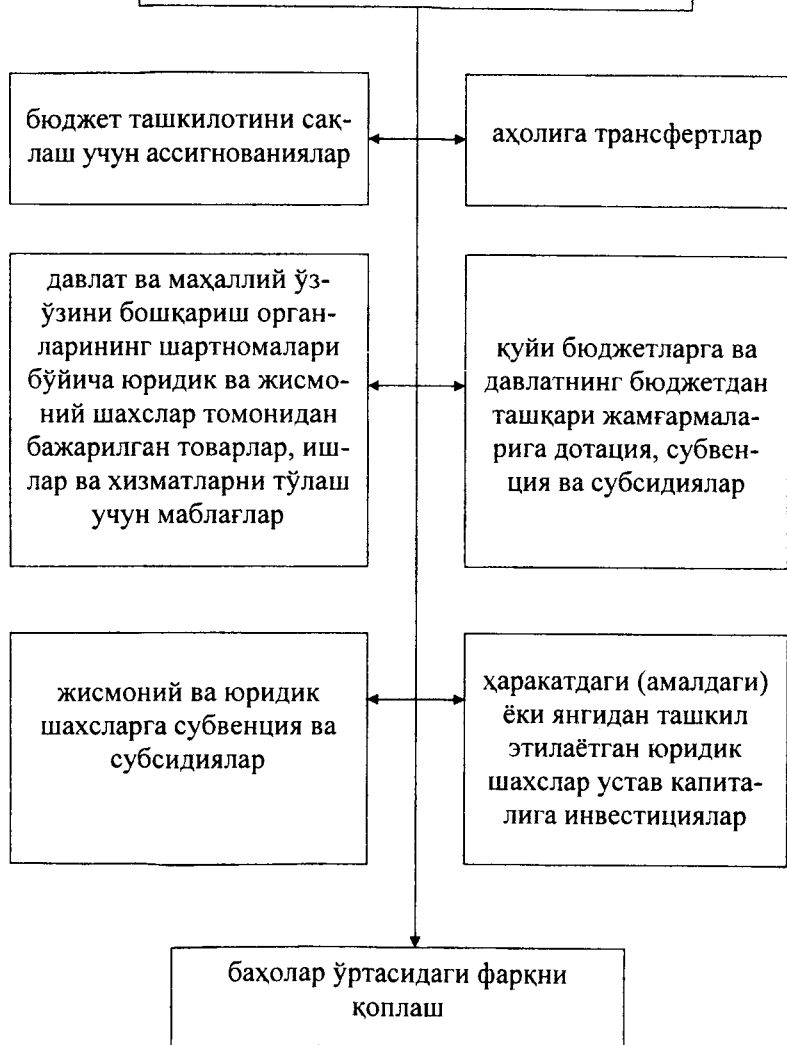 бюджет ташкилотини сақ-
лаш учун ассигнованиялар
аҳолига трансфертлар
давлат ва маҳаллий ўз-
ўзини бошқариш орган-
ларининг шартномалари
бўйича юридик ва жисмо-
ний шахслар томонидан
бажарилган товарлар, иш-
лар ва хизматларни тўлаш
учун маблағлар
қуйи бюджетларга ва
давлатнинг бюджетдан
ташқари жамғармала-
рига дотация, субвен-
ция ва субсидиялар
жисмоний ва юридик
шахсларга субвенция ва
субсидиялар
ҳаракатдаги (амалдаги)
ёки янгидан ташкил
этилаётган юридик
шахслар устав капита-
лига инвестициялар
баҳолар ўртасидаги фарқни
қоплаш